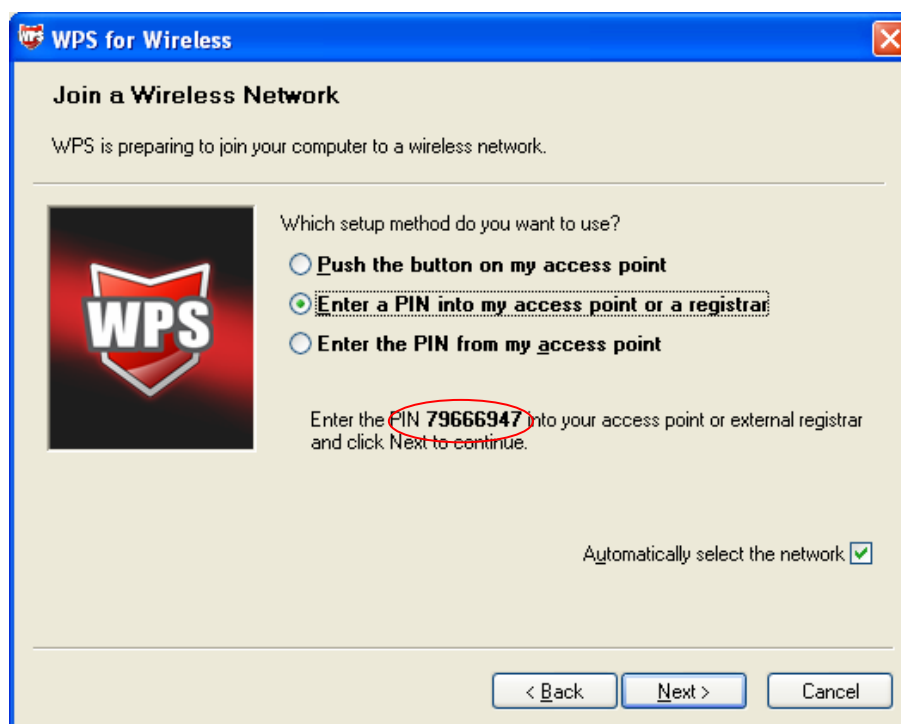 WPS for Wireless
Join a Wireless Network
WPS is preparing to join your computer to a wireless network.
WPS
Which setup method do you want to use?
Push the button on my access point
Enter a PIN into my access point or a registrar
Enter the PIN from my access point
Enter the PIN 79666947 into your access point or external registrar
and click Next to continue.
Automatically select the network
< Back
Next >
Cancel